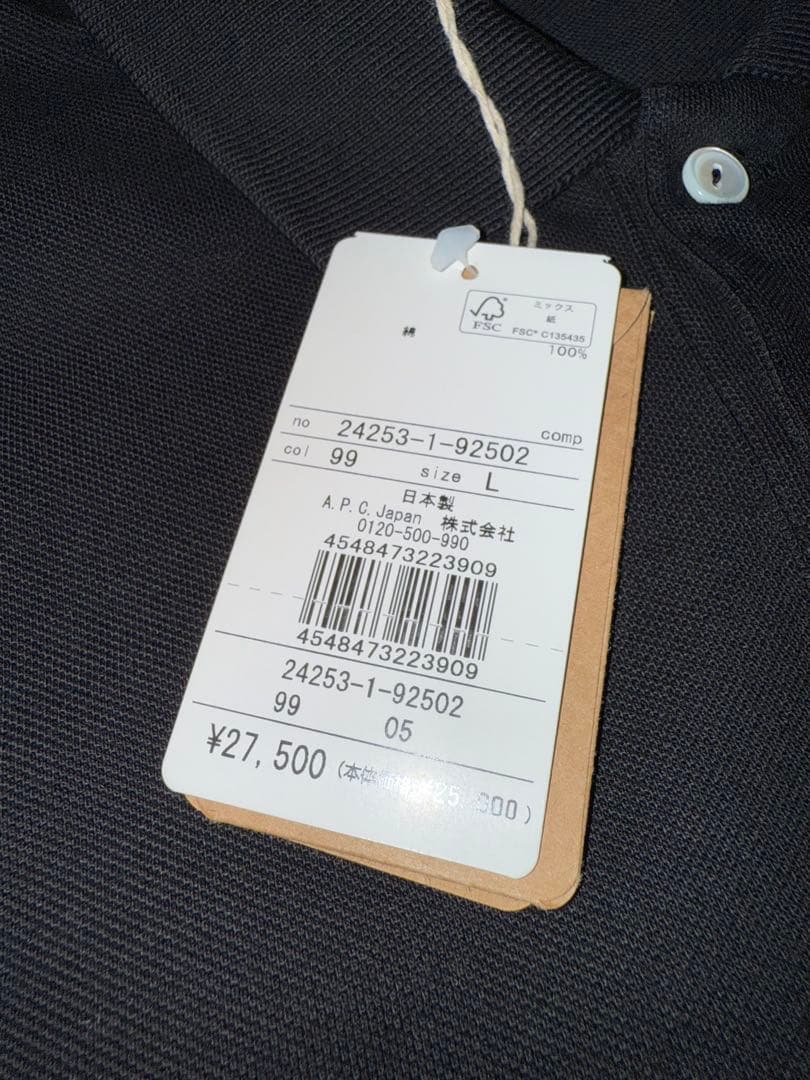 ミックス
紙
FSC
FSC® C135435
綿 100%
no 24253-1-92502 comp
col 99 size L
日本製
A.P.C.Japan 株式会社
0120-500-990
4548473223909
4548473223909
24253-1-92502
99 05
¥27,500 (本体